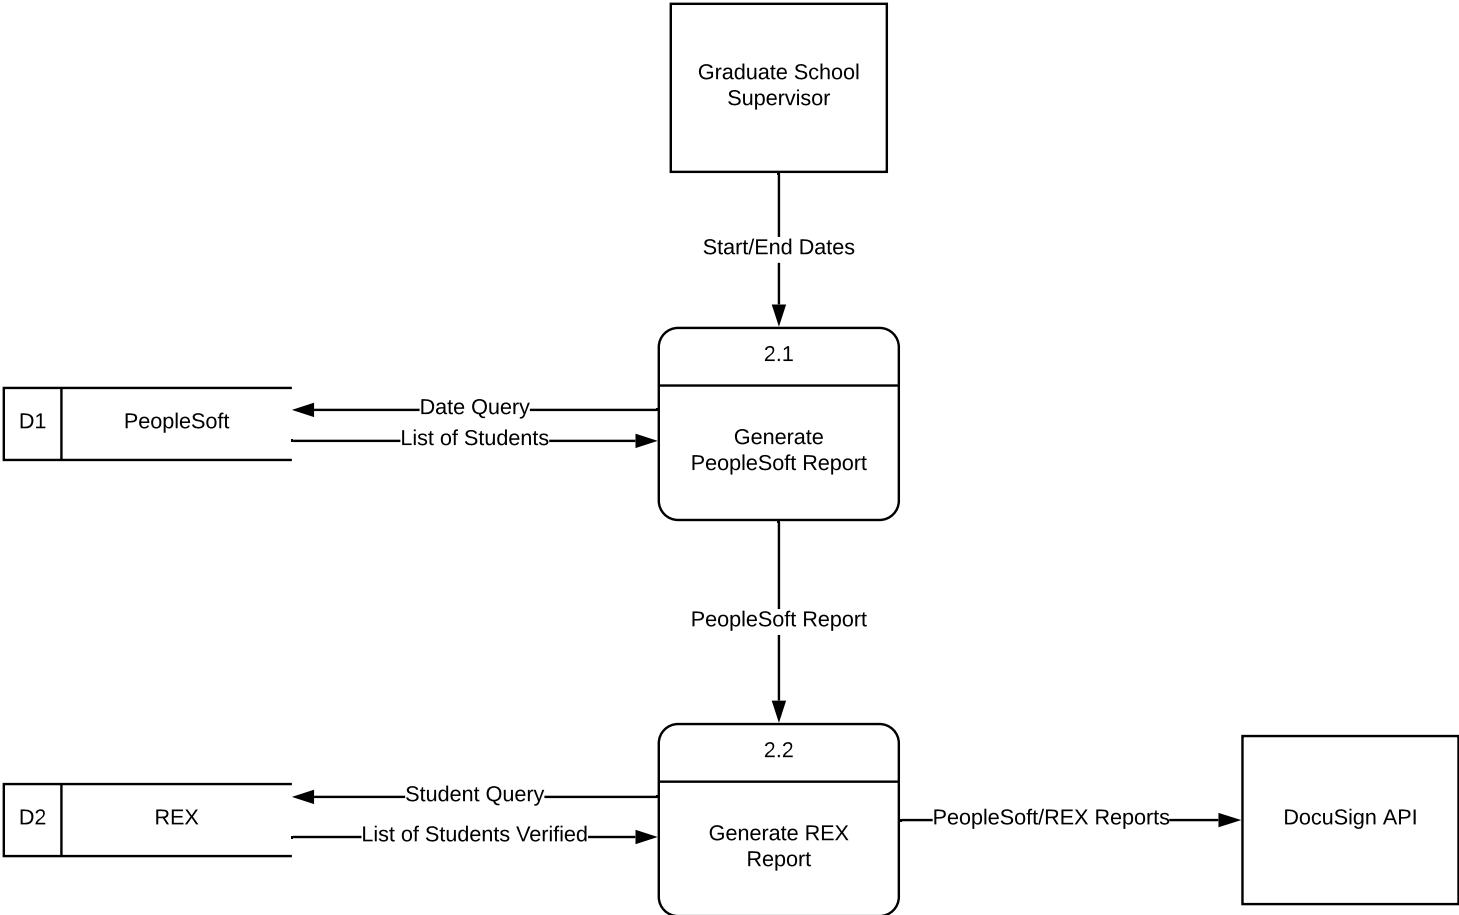 Graduate School
Supervisor
Start/End Dates
2.1
D1
PeopleSoft
Date Query
List of Students
Generate
PeopleSoft Report
PeopleSoft Report
2.2
D2
REX
Student Query
List of Students Verified
Generate REX
Report
PeopleSoft/REX Reports
DocuSign API